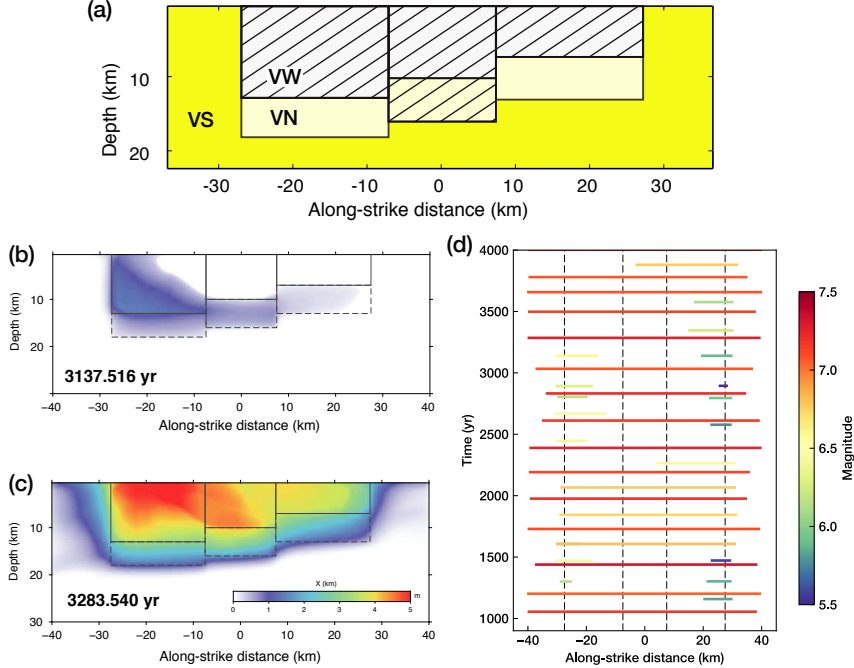 (a)
Depth (km)
10
20
VW
VN
VS
-30 -20 -10 0 10 20 30
Along-strike distance (km)
(b)
Depth (km)
10
20
3137.516 yr
−40 −30 −20 −10 0 10 20 30 40
Along-strike distance (km)
(c)
Depth (km)
10
20
30
3283.540 yr
X (km)
m
0 1 2 3 4 5
−40 −30 −20 −10 0 10 20 30 40
Along-strike distance (km)
(d)
Time (yr)
4000
3500
3000
2500
2000
1500
1000
−40 −20 0 20 40
Along-strike distance (km)
7.5
7.0
6.5
6.0
5.5
Magnitude